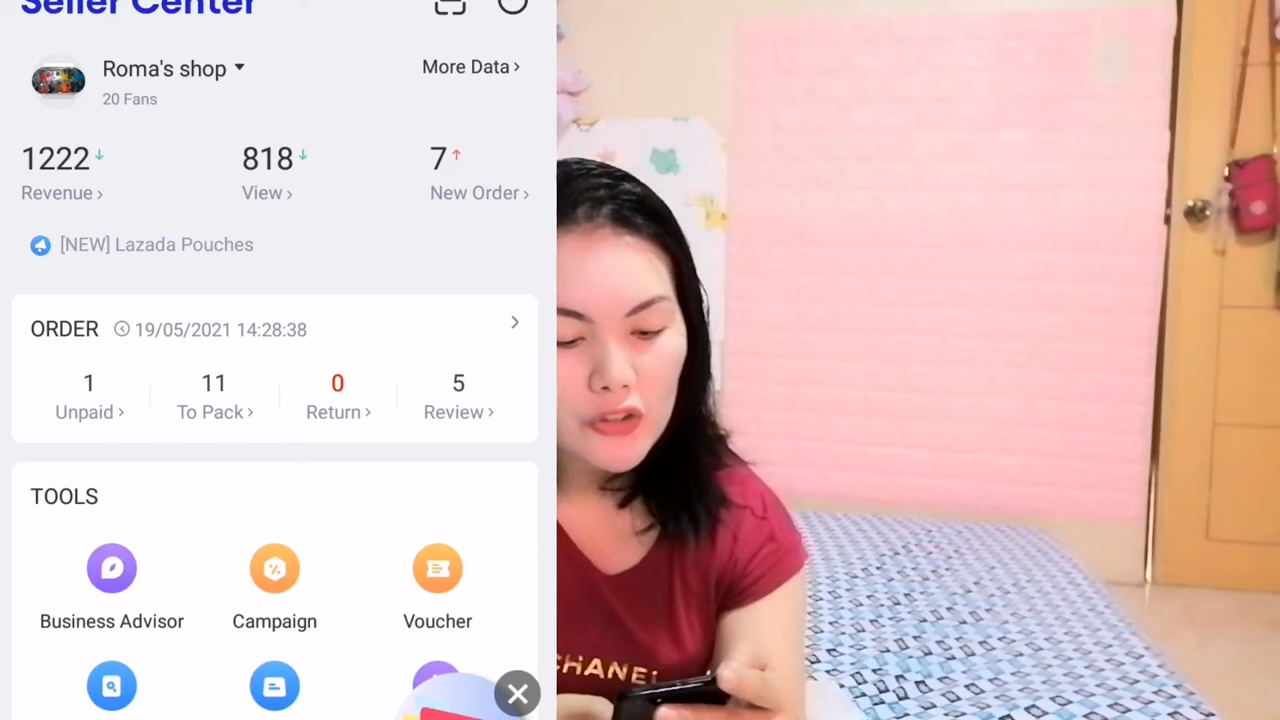 Seller Center
Roma's shop
More Data
20 Fans
1222 818 7
Revenue View New Order
[NEW] Lazada Pouches
ORDER 19/05/2021 14:28:38
1 11 0 5
Unpaid To Pack Return Review
TOOLS
Business Advisor Campaign Voucher
CHANEL